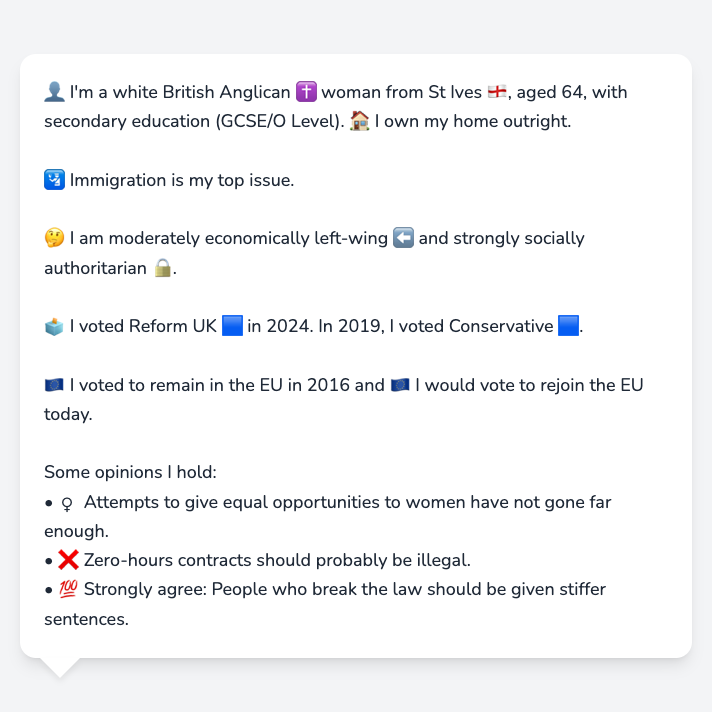 👤 I'm a white British Anglican ✝️ woman from St Ives 🏴󠁧󠁢󠁥󠁮󠁧󠁿, aged 64, with
secondary education (GCSE/O Level). 🏠 I own my home outright.
🛂 Immigration is my top issue.
🤔 I am moderately economically left-wing ⬅️ and strongly socially
authoritarian 🔒.
🗳️ I voted Reform UK 🟦 in 2024. In 2019, I voted Conservative 🟦.
🇪🇺 I voted to remain in the EU in 2016 and 🇪🇺 I would vote to rejoin the EU
today.
Some opinions I hold:
• ♀ Attempts to give equal opportunities to women have not gone far
enough.
• ❌ Zero-hours contracts should probably be illegal.
• 💯 Strongly agree: People who break the law should be given stiffer
sentences.